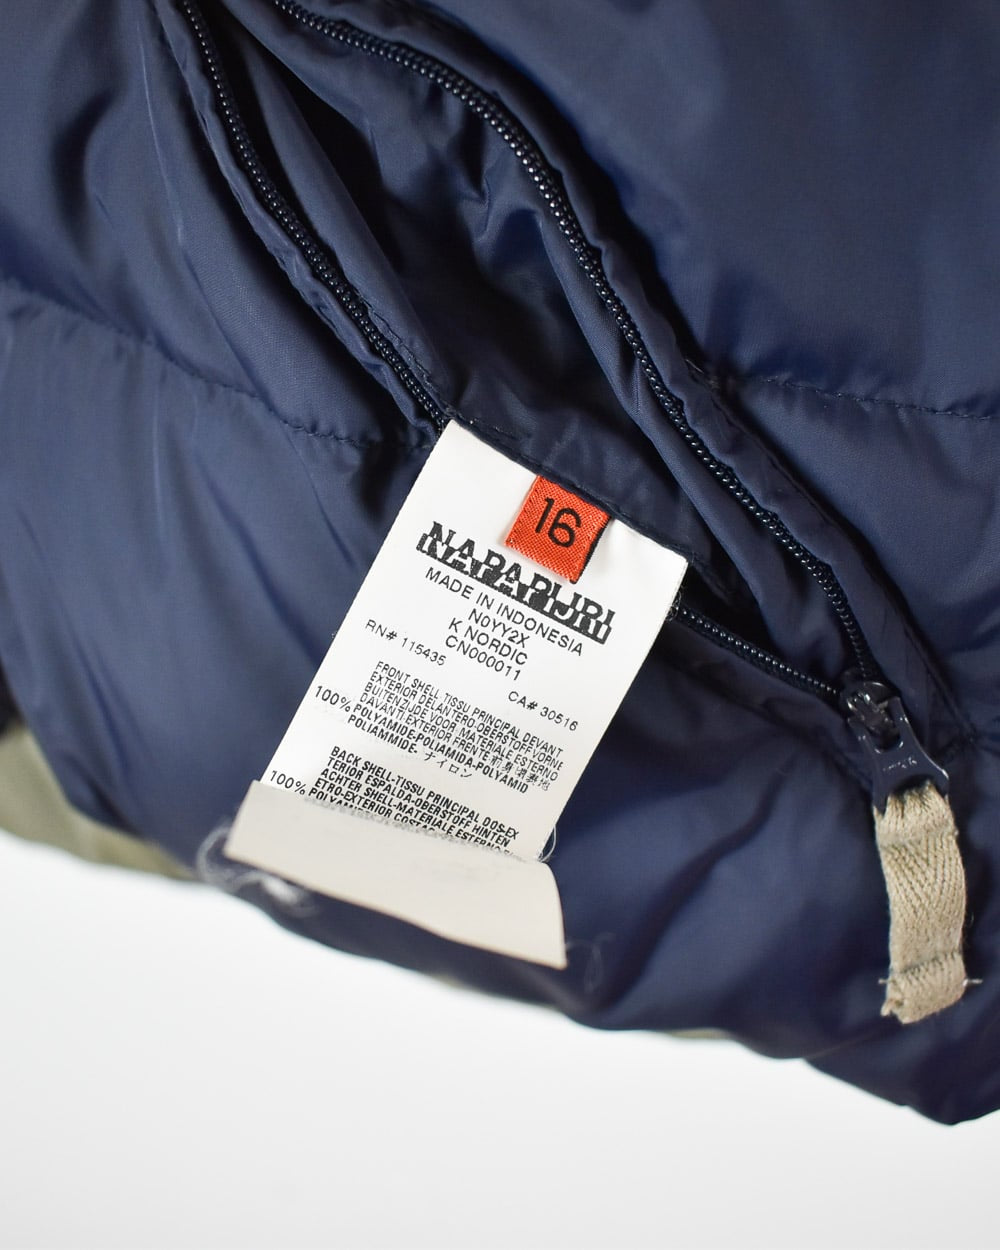 16
NAPAPIJRI
MADE IN INDONESIA
N0YY2X
K NORDIC
CN000011
RN# 115435 CA# 30516
FRONT SHELL-TISSU PRINCIPAL DEVANT
EXTERIOR DELANTERO-OBERSTOFF VORNE
BUITENZIJDE VOOR-MATERIALE ESTERNO
DAVANTI-EXTERIOR FRENTE
100% POLYAMIDE-POLIAMIDA-POLYAMID
POLIAMMIDE- ナイロン
BACK SHELL-TISSU PRINCIPAL DOS-EX
TERIOR ESPALDA-OBERSTOFF HINTEN
ACHTER SHELL-MATERIALE ESTERNO
ETRO-EXTERIOR COSTAS
100%